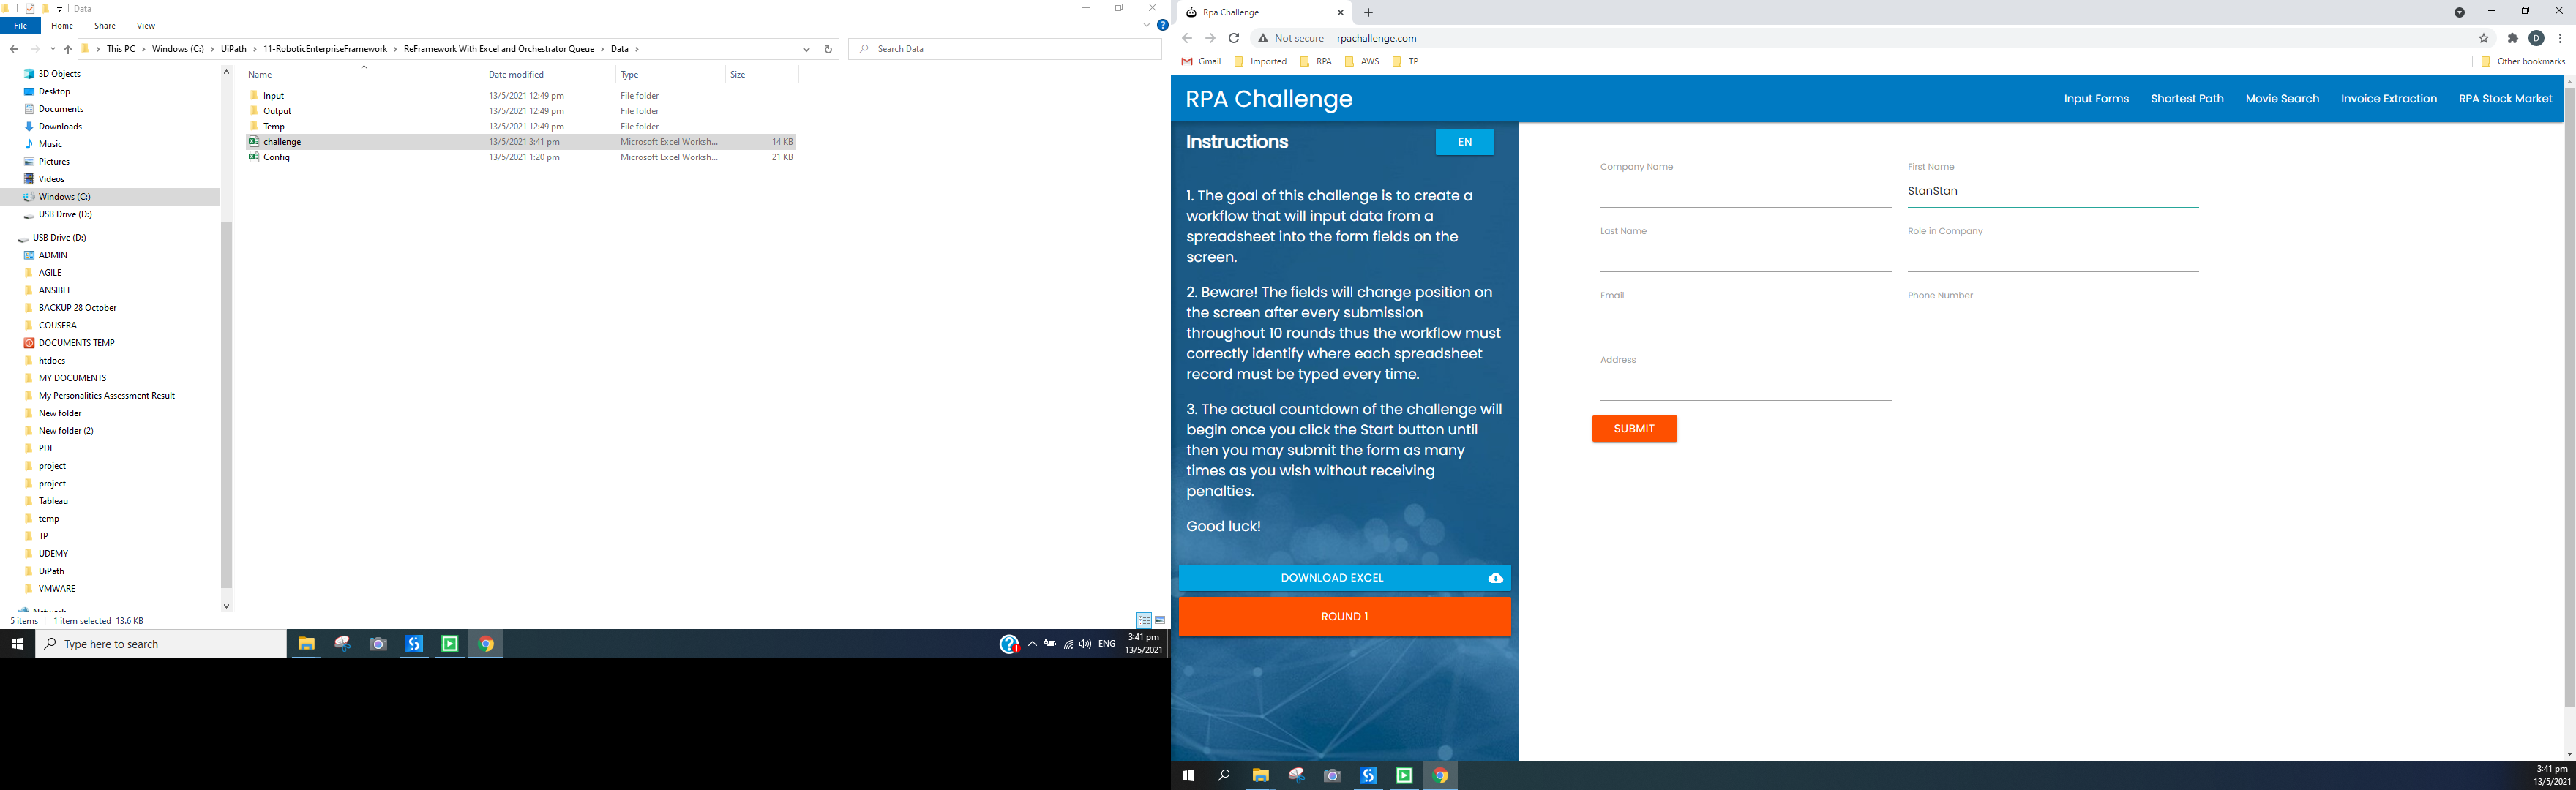 Data
File Home Share View
This PC > Windows (C:) > UiPath > 11-RoboticEnterpriseFramework > ReFramework With Excel and Orchestrator Queue > Data >
Search Data
3D Objects
Desktop
Documents
Downloads
Music
Pictures
Videos
Windows (C:)
USB Drive (D:)
USB Drive (D:)
ADMIN
AGILE
ANSIBLE
BACKUP 28 October
COUSERA
DOCUMENTS TEMP
htdocs
MY DOCUMENTS
My Personalities Assessment Result
New folder
New folder (2)
PDF
project
project-
Tableau
temp
TP
UDEMY
UiPath
VMWARE
Network
Name Date modified Type Size
Input 13/5/2021 12:49 pm File folder
Output 13/5/2021 12:49 pm File folder
Temp 13/5/2021 12:49 pm File folder
challenge 13/5/2021 3:41 pm Microsoft Excel Worksh... 14 KB
Config 13/5/2021 1:20 pm Microsoft Excel Worksh... 21 KB
5 items 1 item selected 13.6 KB
Type here to search
ENG
3:41 pm
13/5/2021
Rpa Challenge
Not secure | rpachallenge.com
D
Gmail Imported RPA AWS TP Other bookmarks
RPA Challenge
Input Forms Shortest Path Movie Search Invoice Extraction RPA Stock Market
Instructions
EN
1. The goal of this challenge is to create a
workflow that will input data from a
spreadsheet into the form fields on the
screen.
2. Beware! The fields will change position on
the screen after every submission
throughout 10 rounds thus the workflow must
correctly identify where each spreadsheet
record must be typed every time.
3. The actual countdown of the challenge will
begin once you click the Start button until
then you may submit the form as many
times as you wish without receiving
penalties.
Good luck!
DOWNLOAD EXCEL
ROUND 1
Company Name
First Name
StanStan
Last Name
Role in Company
Email
Phone Number
Address
SUBMIT
3:41 pm
13/5/2021